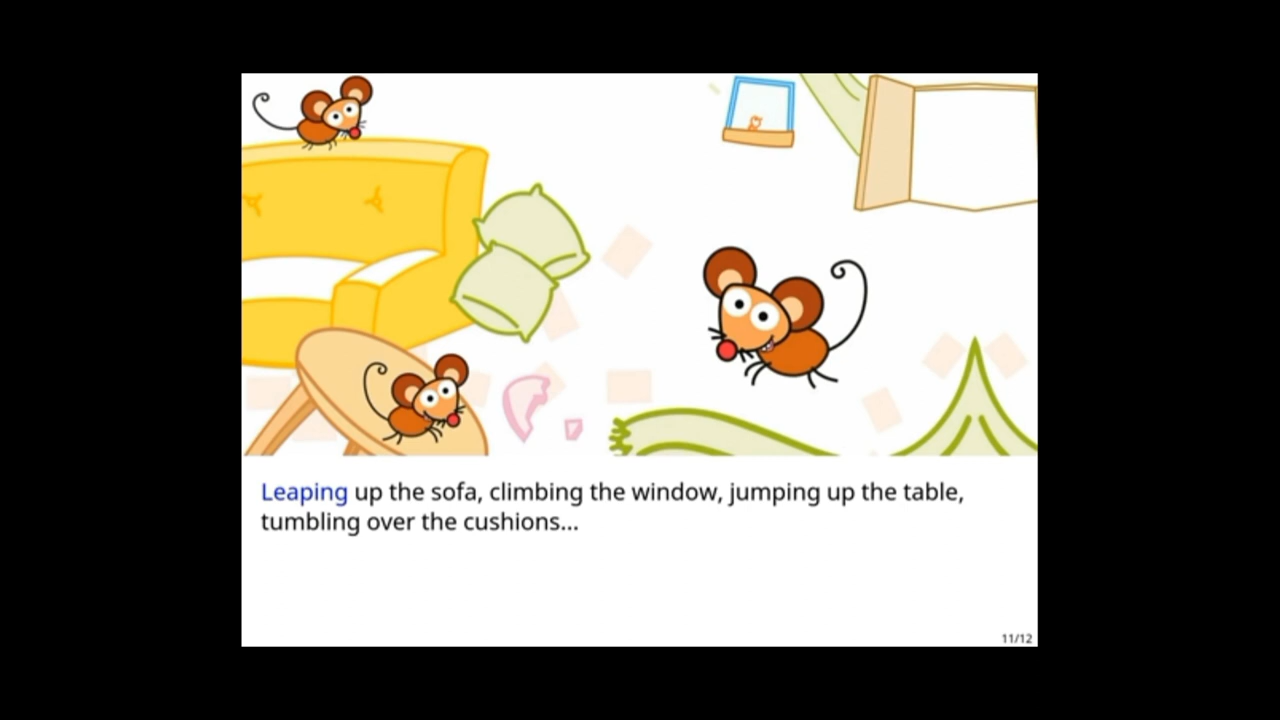 Leaping up the sofa, climbing the window, jumping up the table,
tumbling over the cushions...
11/12